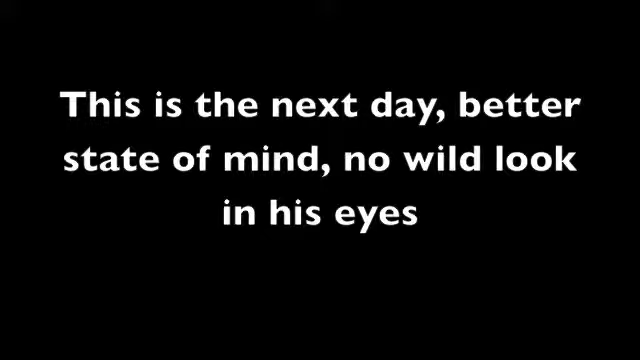 This is the next day, better
state of mind, no wild look
in his eyes